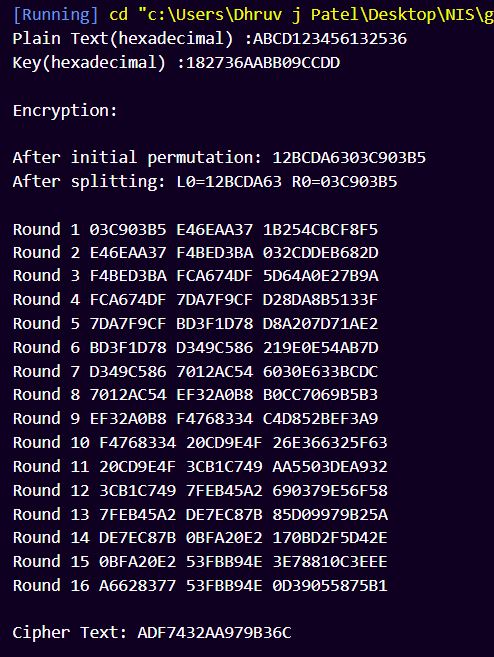 [Running] cd "c:\Users\Dhruv j Patel\Desktop\NIS\g
Plain Text(hexadecimal) :ABCD123456132536
Key(hexadecimal) :182736AABB09CCDD
Encryption:
After initial permutation: 12BCDA6303C903B5
After splitting: L0=12BCDA63 R0=03C903B5
Round 1 03C903B5 E46EAA37 1B254CBCF8F5
Round 2 E46EAA37 F4BED3BA 032CDDEB682D
Round 3 F4BED3BA FCA674DF 5D64A0E27B9A
Round 4 FCA674DF 7DA7F9CF D28DA8B5133F
Round 5 7DA7F9CF BD3F1D78 D8A207D71AE2
Round 6 BD3F1D78 D349C586 219E0E54AB7D
Round 7 D349C586 7012AC54 6030E633BCDC
Round 8 7012AC54 EF32A0B8 B0CC7069B5B3
Round 9 EF32A0B8 F4768334 C4D852BEF3A9
Round 10 F4768334 20CD9E4F 26E366325F63
Round 11 20CD9E4F 3CB1C749 AA5503DEA932
Round 12 3CB1C749 7FEB45A2 690379E56F58
Round 13 7FEB45A2 DE7EC87B 85D09979B25A
Round 14 DE7EC87B 0BFA20E2 170BD2F5D42E
Round 15 0BFA20E2 53FBB94E 3E78810C3EEE
Round 16 A6628377 53FBB94E 0D39055875B1
Cipher Text: ADF7432AA979B36C